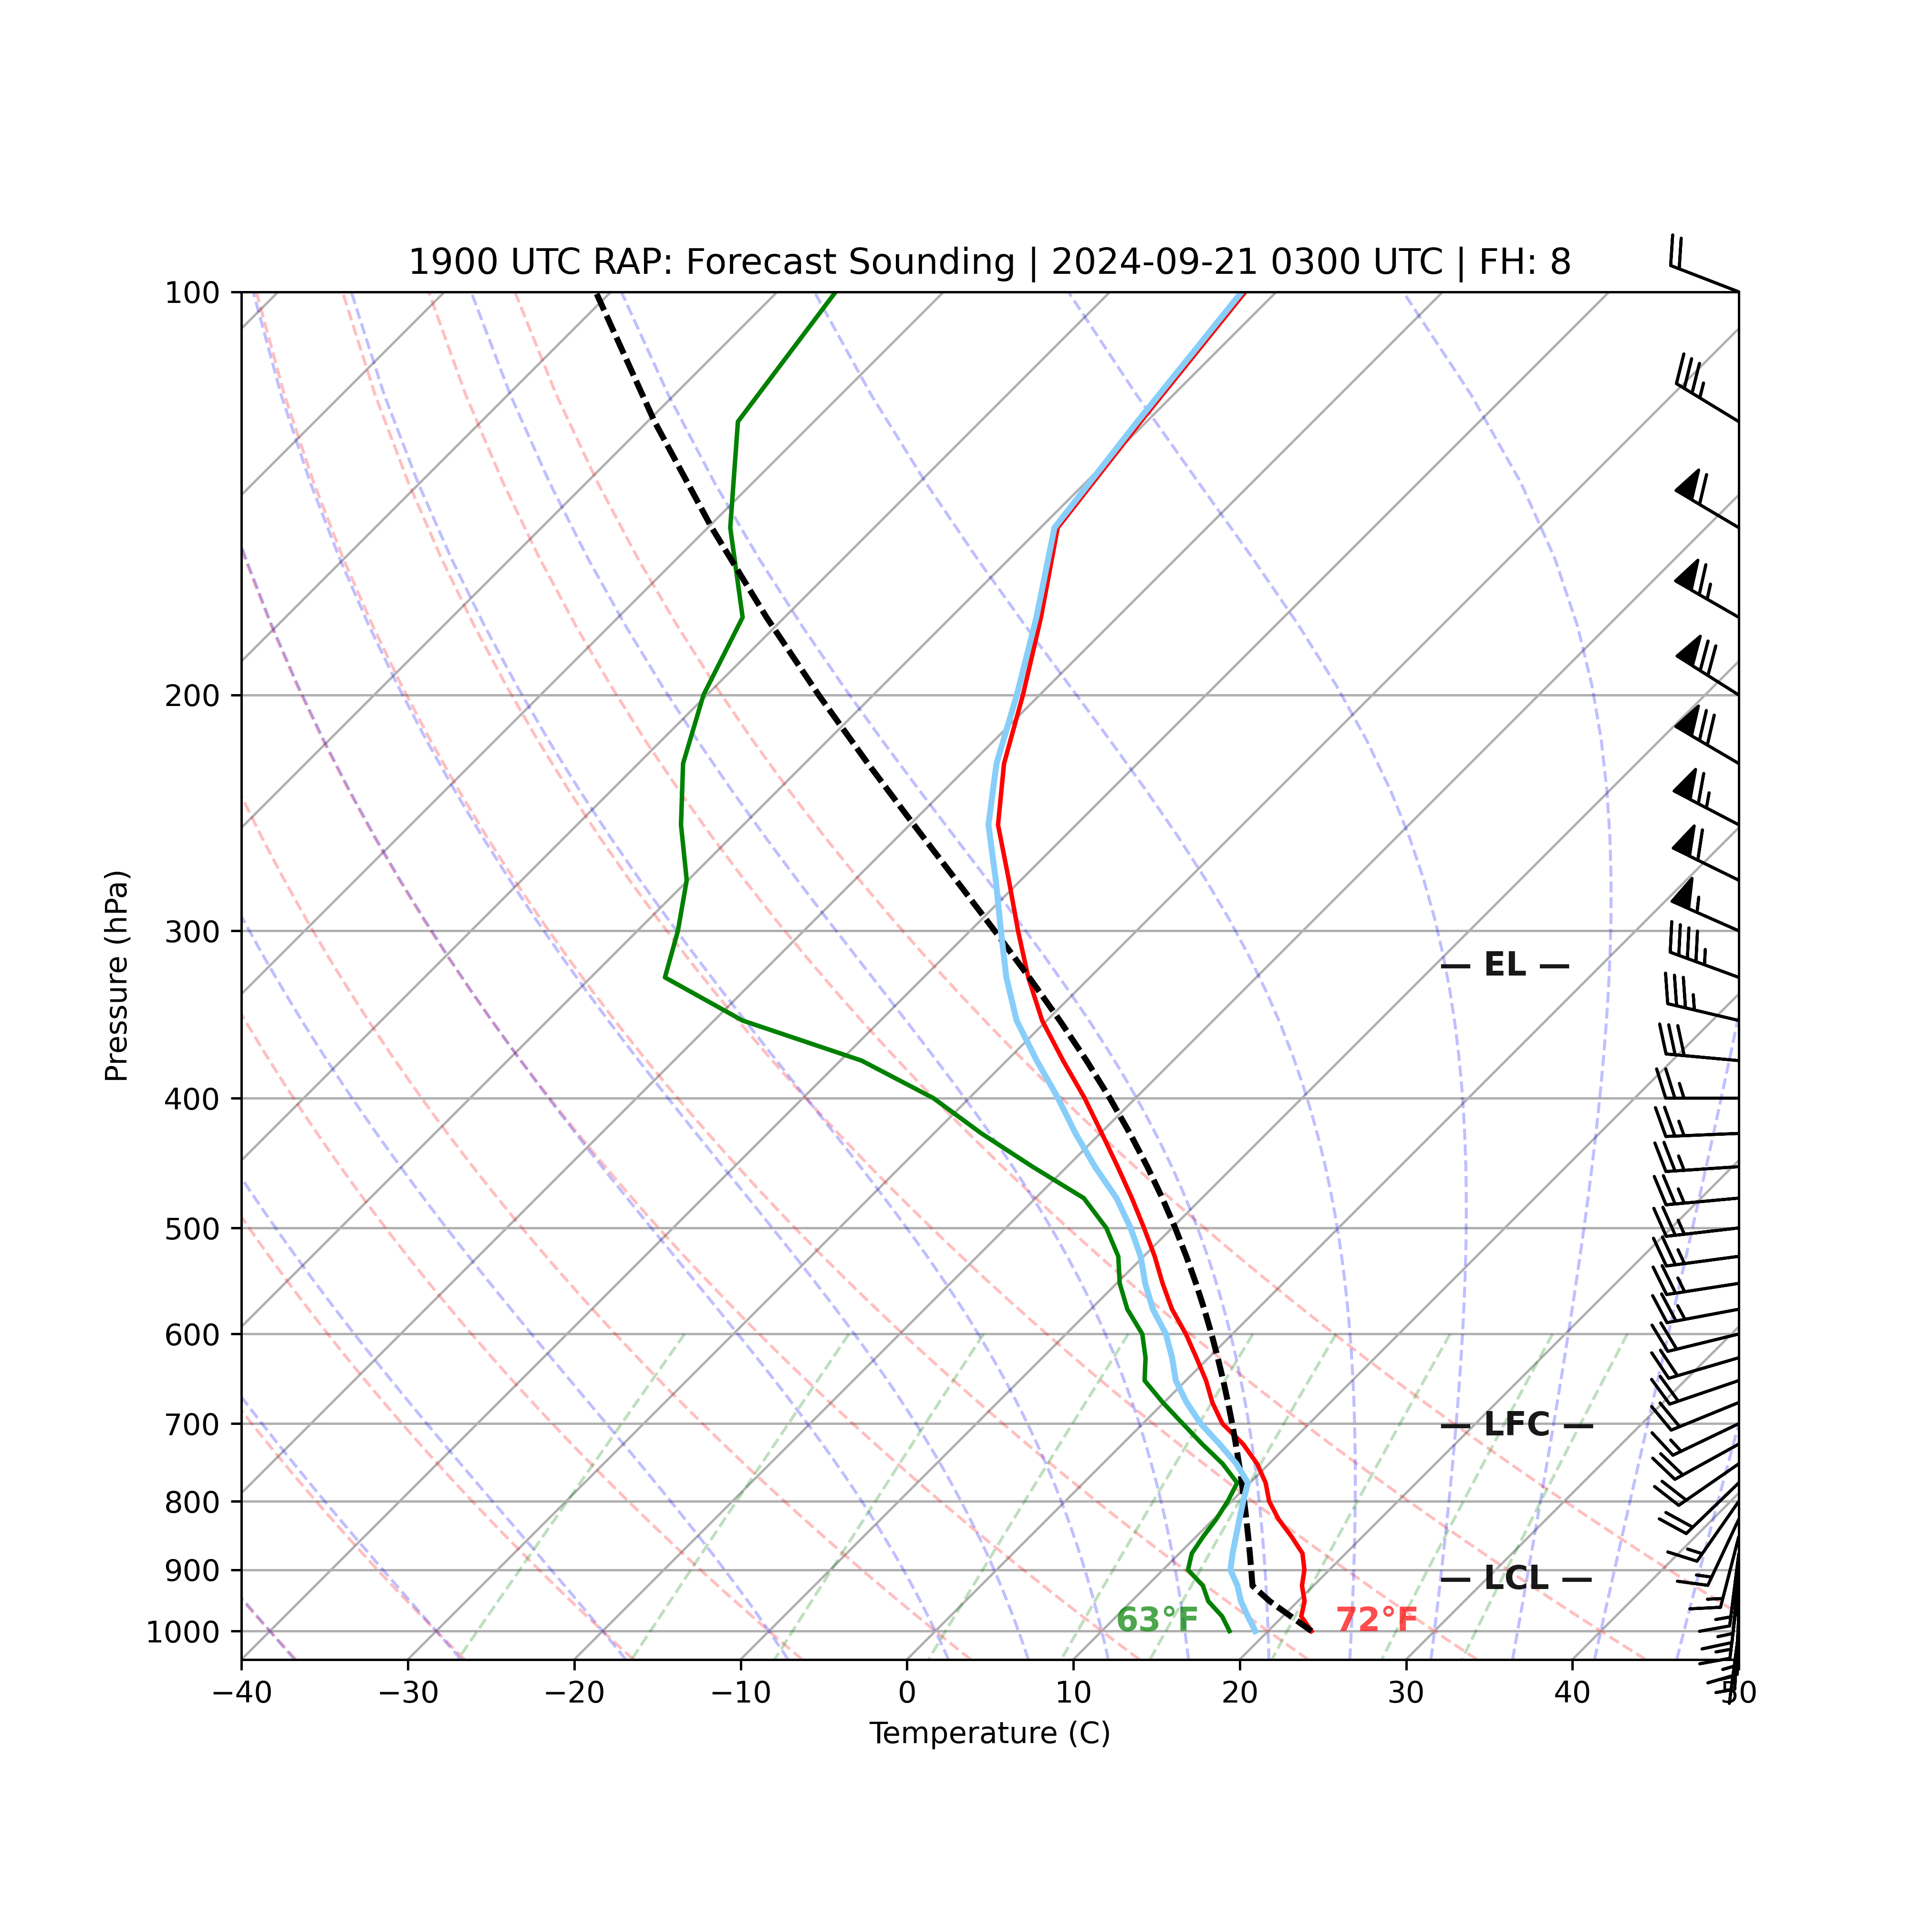 1900 UTC RAP: Forecast Sounding | 2024-09-21 0300 UTC | FH: 8
100
200
300
400
500
600
700
800
900
1000
Pressure (hPa)
— EL —
— LFC —
— LCL —
63°F
72°F
−40 −30 −20 −10 0 10 20 30 40 50
Temperature (C)